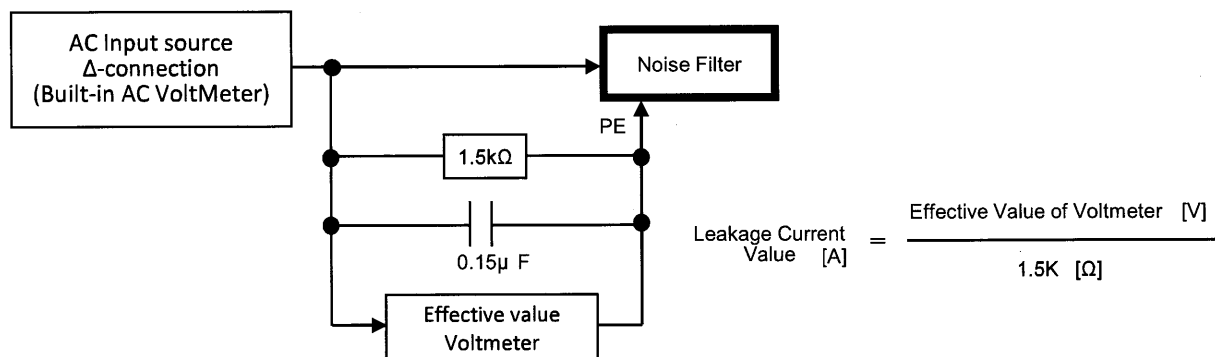 AC Input source
Δ-connection
(Built-in AC VoltMeter)
Noise Filter
PE
1.5kΩ
0.15μ F
Effective value
Voltmeter
Leakage Current
Value [A]
=
Effective Value of Voltmeter [V]
1.5K [Ω]